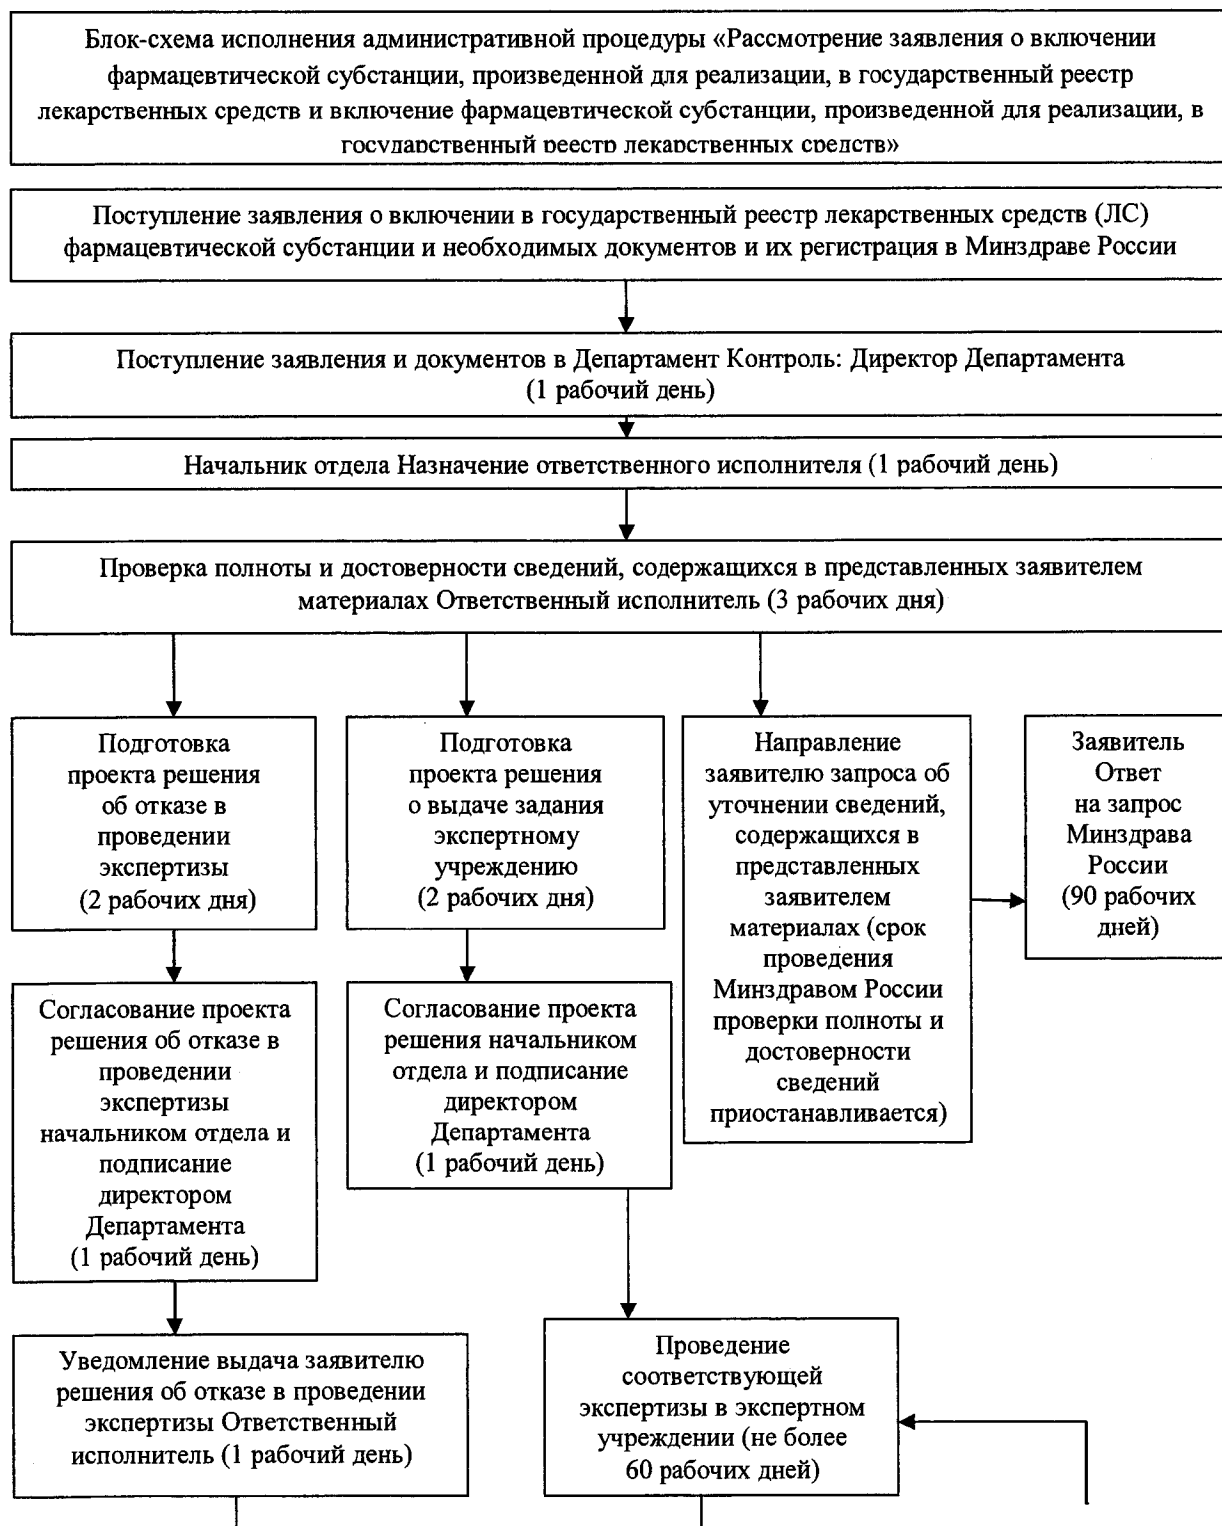 Блок-схема исполнения административной процедуры «Рассмотрение заявления о включении
фармацевтической субстанции, произведенной для реализации, в государственный реестр
лекарственных средств и включение фармацевтической субстанции, произведенной для реализации, в
государственный реестр лекарственных средств»
Поступление заявления о включении в государственный реестр лекарственных средств (ЛС)
фармацевтической субстанции и необходимых документов и их регистрация в Минздраве России
Поступление заявления и документов в Департамент Контроль: Директор Департамента
(1 рабочий день)
Начальник отдела Назначение ответственного исполнителя (1 рабочий день)
Проверка полноты и достоверности сведений, содержащихся в представленных заявителем
материалах Ответственный исполнитель (3 рабочих дня)
Подготовка
проекта решения
об отказе в
проведении
экспертизы
(2 рабочих дня)
Подготовка
проекта решения
о выдаче задания
экспертному
учреждению
(2 рабочих дня)
Направление
заявителю запроса об
уточнении сведений,
содержащихся в
представленных
заявителем
материалах (срок
проведения
Минздравом России
проверки полноты и
достоверности
сведений
приостанавливается)
Заявитель
Ответ
на запрос
Минздрава
России
(90 рабочих
дней)
Согласование проекта
решения об отказе в
проведении
экспертизы
начальником отдела и
подписание
директором
Департамента
(1 рабочий день)
Согласование проекта
решения начальником
отдела и подписание
директором
Департамента
(1 рабочий день)
Уведомление выдача заявителю
решения об отказе в проведении
экспертизы Ответственный
исполнитель (1 рабочий день)
Проведение
соответствующей
экспертизы в экспертном
учреждении (не более
60 рабочих дней)